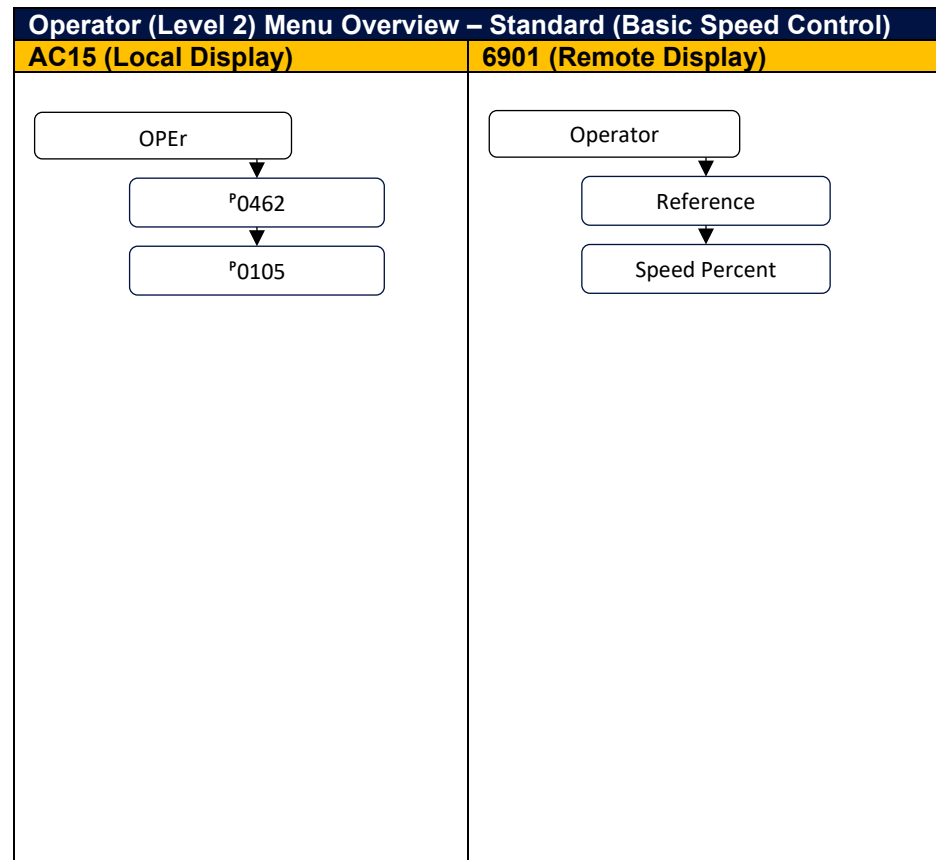 Operator (Level 2) Menu Overview – Standard (Basic Speed Control)
AC15 (Local Display)
6901 (Remote Display)
OPEr
ᴾ0462
ᴾ0105
Operator
Reference
Speed Percent